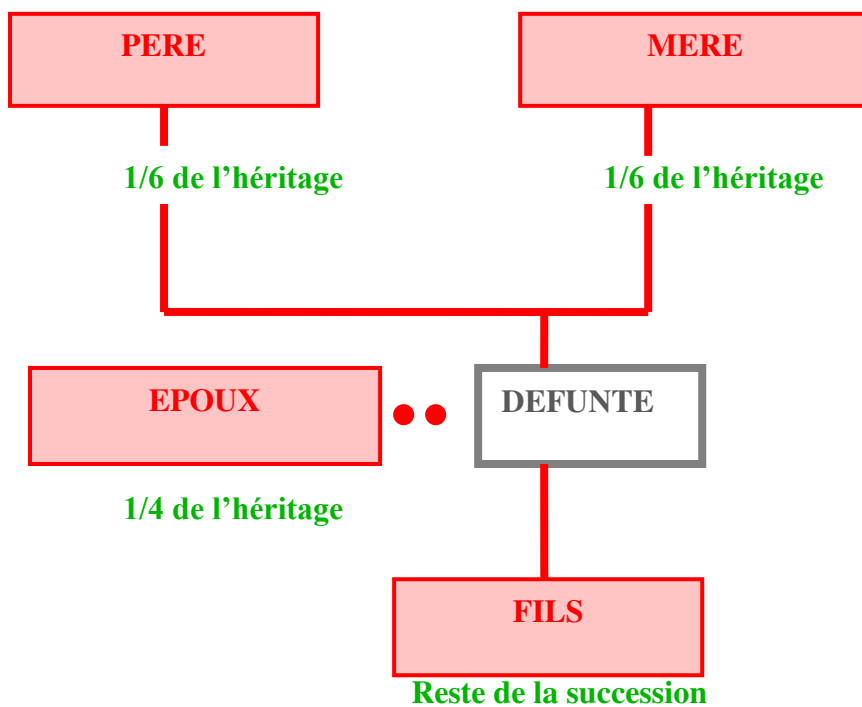 PERE
MERE
1/6 de l’héritage
1/6 de l’héritage
EPOUX
DEFUNTE
1/4 de l’héritage
FILS
Reste de la succession